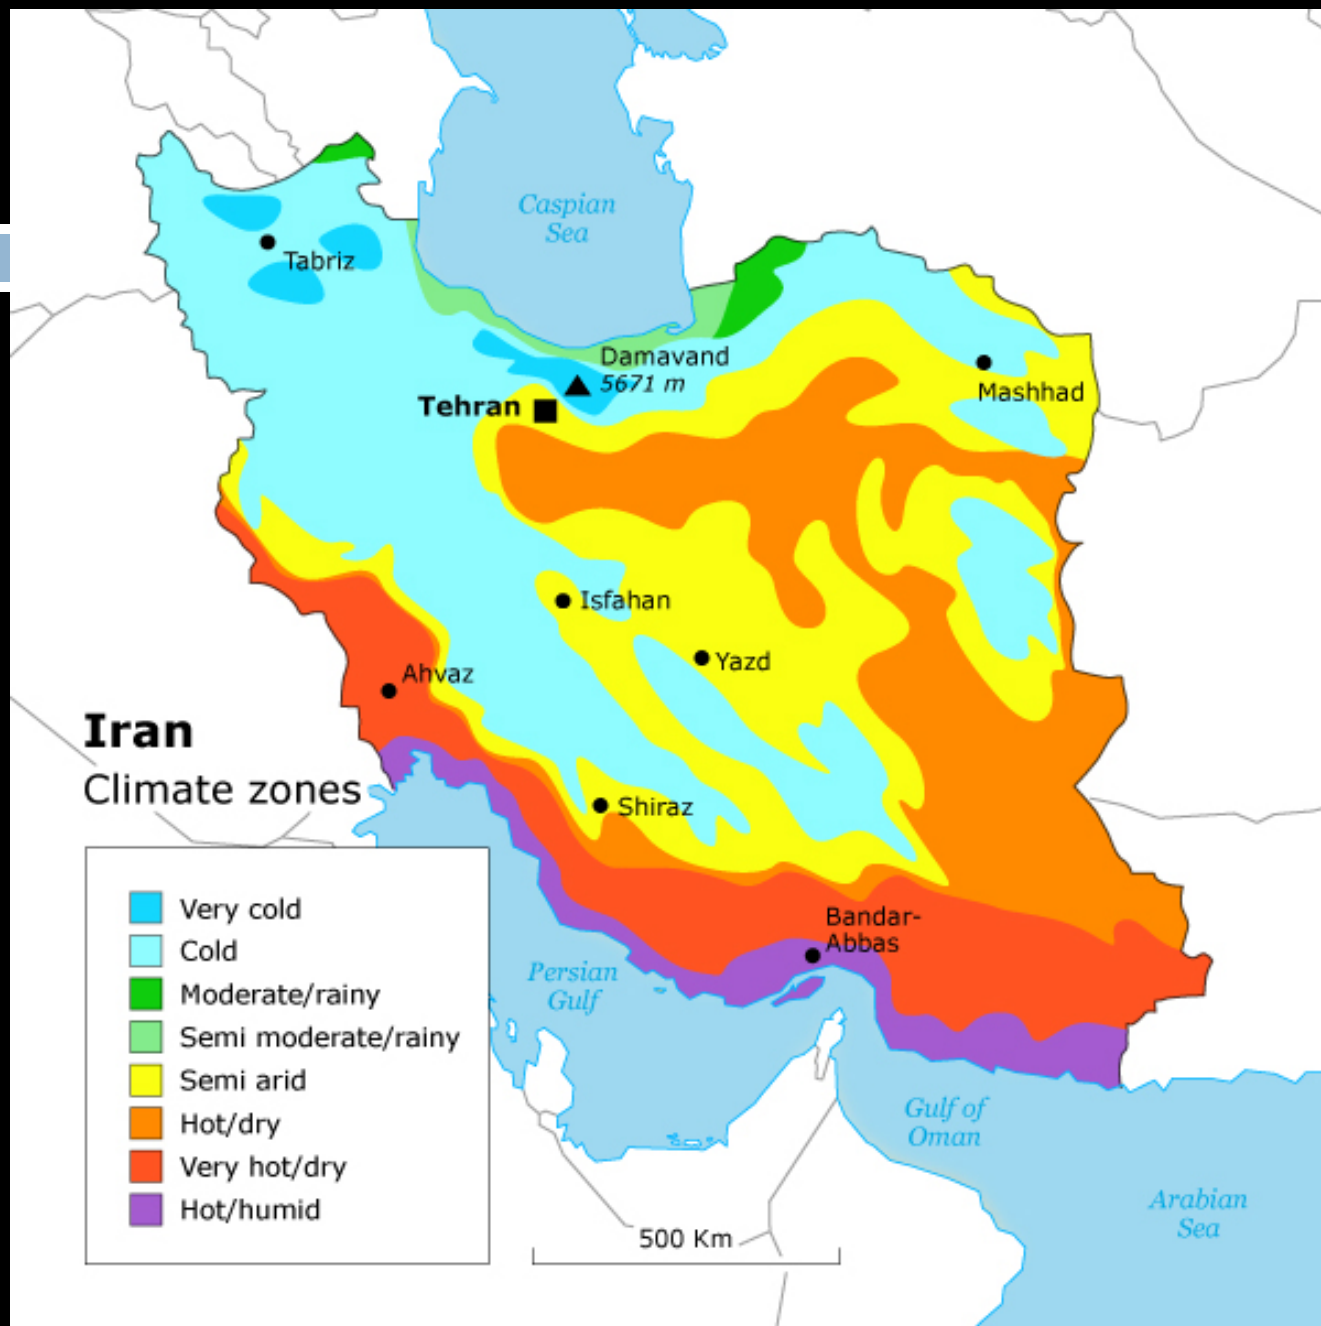 Caspian
Sea
Tabriz
Damavand
5671 m
Tehran
Mashhad
Isfahan
Yazd
Ahvaz
Iran
Climate zones
Shiraz
Bandar-
Abbas
Very cold
Cold
Moderate/rainy
Semi moderate/rainy
Semi arid
Hot/dry
Very hot/dry
Hot/humid
Persian
Gulf
Gulf of
Oman
Arabian
Sea
500 Km